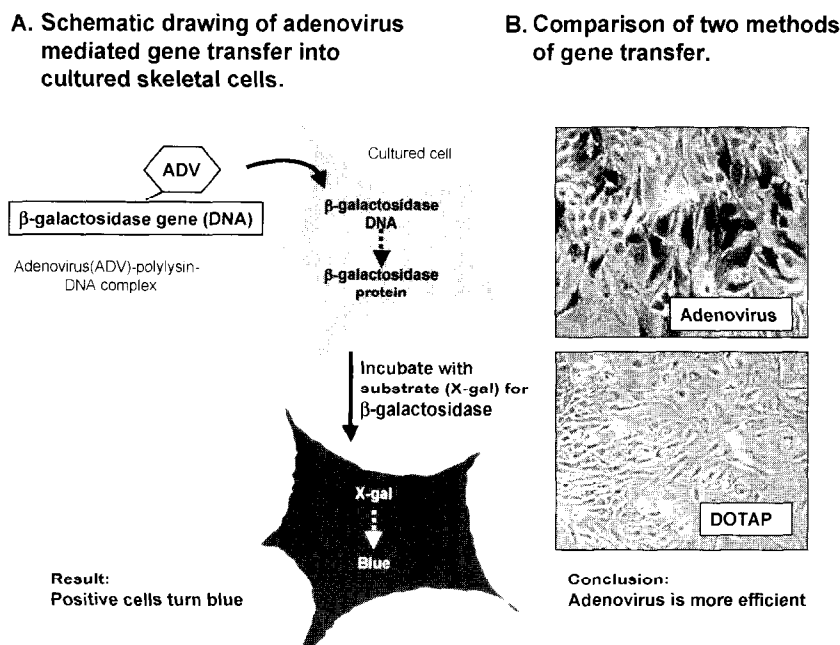 A. Schematic drawing of adenovirus
mediated gene transfer into
cultured skeletal cells.
ADV
β-galactosidase gene (DNA)
Adenovirus(ADV)-polylysin-
DNA complex
Cultured cell
β-galactosidase
DNA
β-galactosidase
protein
Incubate with
substrate (X-gal) for
β-galactosidase
X-gal
Blue
Result:
Positive cells turn blue
B. Comparison of two methods
of gene transfer.
Adenovirus
DOTAP
Conclusion:
Adenovirus is more efficient